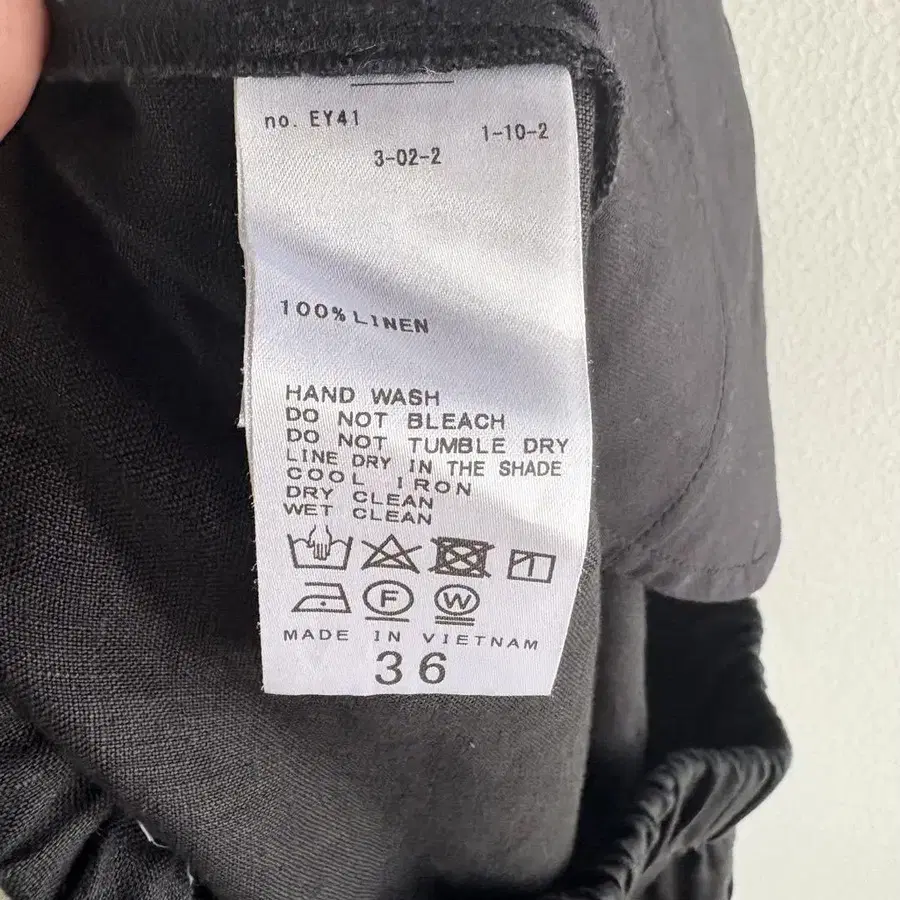 no. EY41
1-10-2
3-02-2
100% LINEN
HAND WASH
DO NOT BLEACH
DO NOT TUMBLE DRY
LINE DRY IN THE SHADE
COOL IRON
DRY CLEAN
WET CLEAN
F W
MADE IN VIETNAM
36